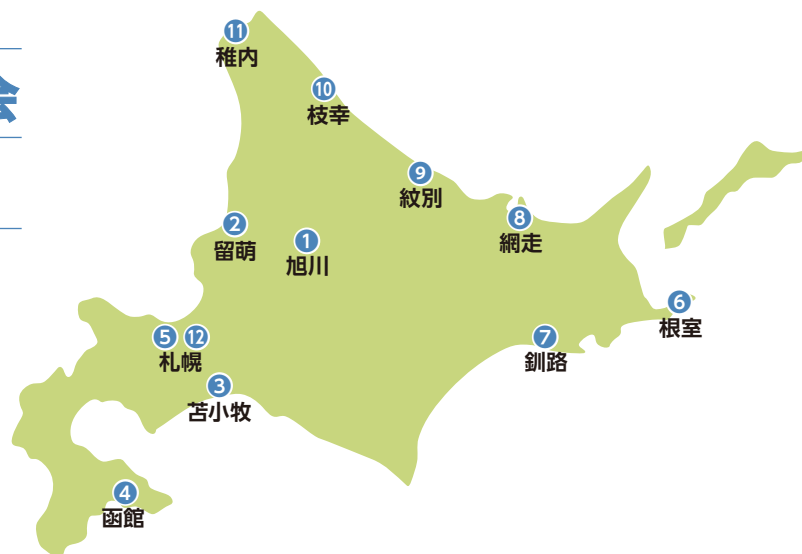 会
⑪
稚内
⑩
枝幸
⑨
紋別
⑧
網走
②
留萌
①
旭川
⑥
根室
⑤ ⑫
札幌
⑦
釧路
③
苫小牧
④
函館